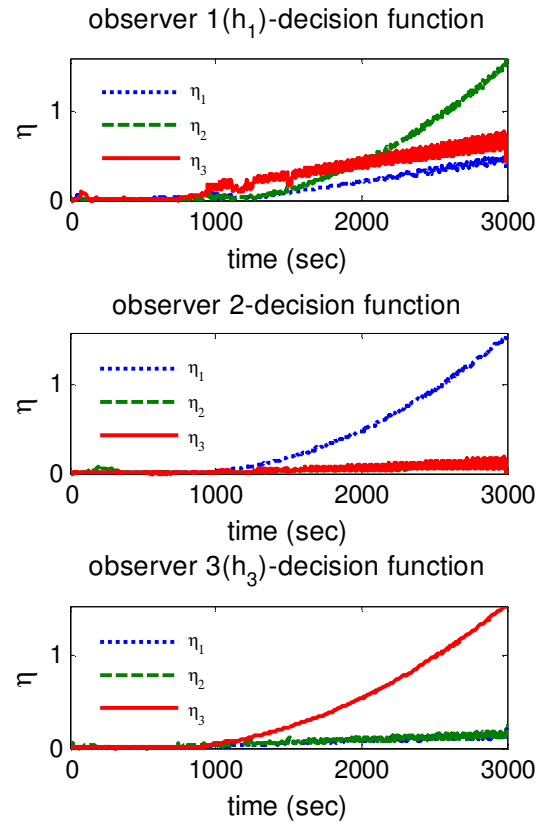 observer 1(h₁)-decision function
η
1
0
η₁
η₂
η₃
0 1000 2000 3000
time (sec)
observer 2-decision function
η
1
0
η₁
η₂
η₃
0 1000 2000 3000
time (sec)
observer 3(h₃)-decision function
η
1
0
η₁
η₂
η₃
0 1000 2000 3000
time (sec)